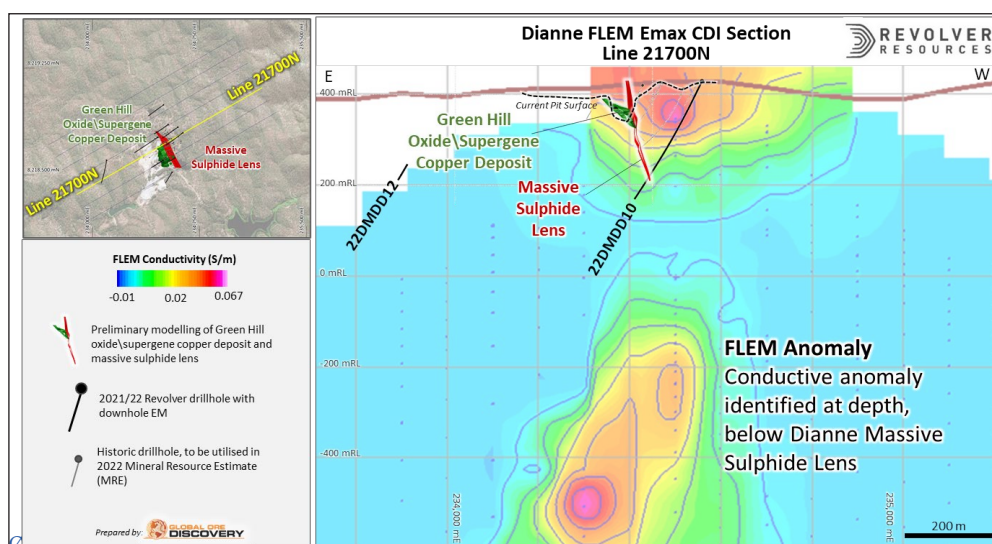 Dianne FLEM Emax CDI Section
Line 21700N
REVOLVER
RESOURCES
E
W
Line 21700N
Green Hill
Oxide\Supergene
Copper Deposit
Massive
Sulphide Lens
Line 21700N
400 mRL
Current Pit Surface
Green Hill
Oxide\Supergene
Copper Deposit
200 mRL
Massive
Sulphide
Lens
22DMDD12
22DMDD10
0 mRL
-200 mRL
-400 mRL
FLEM Anomaly
Conductive anomaly
identified at depth,
below Dianne Massive
Sulphide Lens
234,000 mE
235,000 mE
200 m
FLEM Conductivity (S/m)
-0.01 0.02 0.067
Preliminary modelling of Green Hill
oxide\supergene copper deposit and
massive sulphide lens
2021/22 Revolver drillhole with
downhole EM
Historic drillhole, to be utilised in
2022 Mineral Resource Estimate
(MRE)
Prepared by:
GLOBAL ORE
DISCOVERY